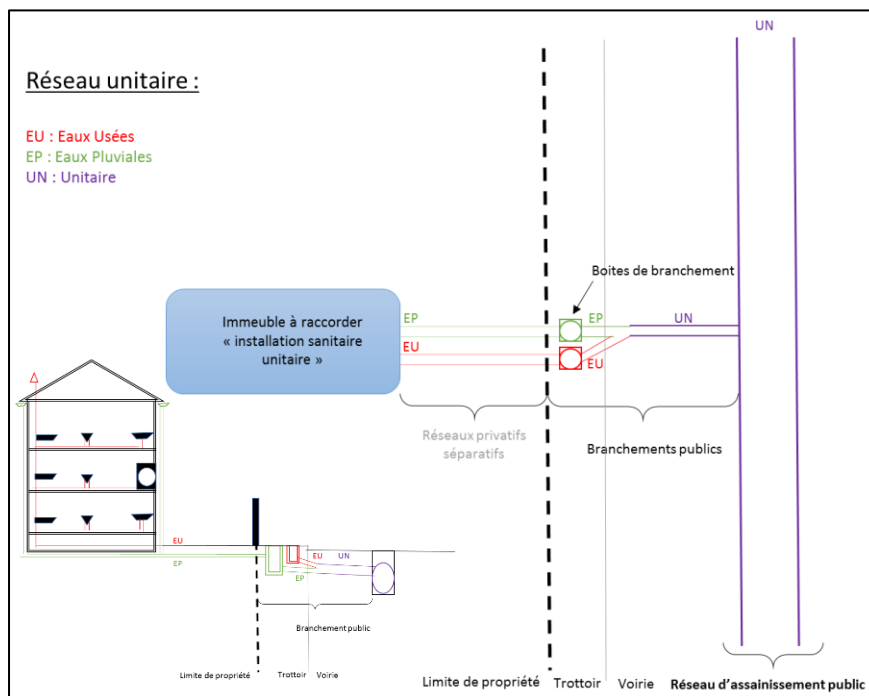 UN
Réseau unitaire :
EU : Eaux Usées
EP : Eaux Pluviales
UN : Unitaire
Boites de branchement
Immeuble à raccorder
« installation sanitaire
unitaire »
EP
EP
UN
EU
EU
Réseaux privatifs
séparatifs
Branchements publics
EU
EP
EU
UN
EP
Branchement public
Limite de propriété
Trottoir
Voirie
Limite de propriété
Trottoir
Voirie
Réseau d'assainissement public